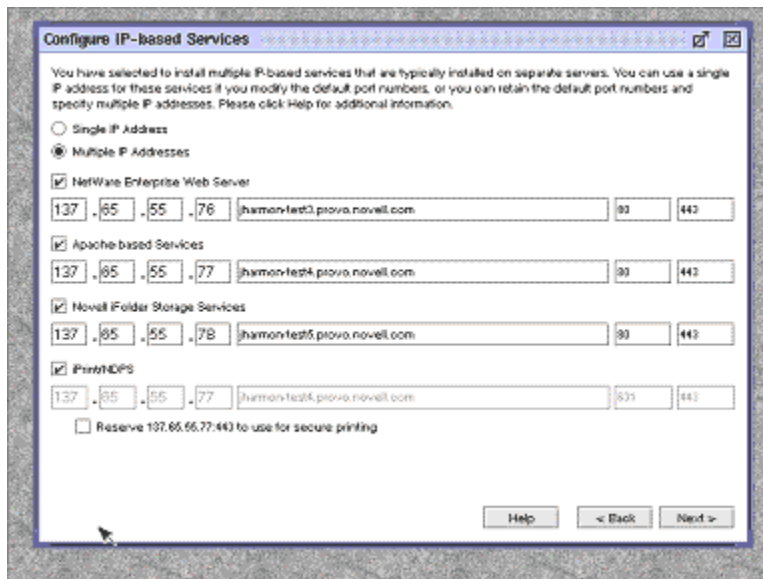 Configure IP-based Services
You have selected to install multiple IP-based services that are typically installed on separate servers. You can use a single
IP address for these services if you modify the default port numbers, or you can retain the default port numbers and
specify multiple IP addresses. Please click Help for additional information.
Single IP Address
Multiple IP Addresses
NetWare Enterprise Web Server
137 . 65 . 55 . 76 jharmon-test3.provo.novell.com 80 443
Apache-based Services
137 . 65 . 55 . 77 jharmon-test4.provo.novell.com 80 443
Novell iFolder Storage Services
137 . 65 . 55 . 78 jharmon-test5.provo.novell.com 80 443
iPrint/NDPS
137 . 65 . 55 . 77 jharmon-test4.provo.novell.com 631 443
Reserve 137.65.55.77:443 to use for secure printing
Help < Back Next >